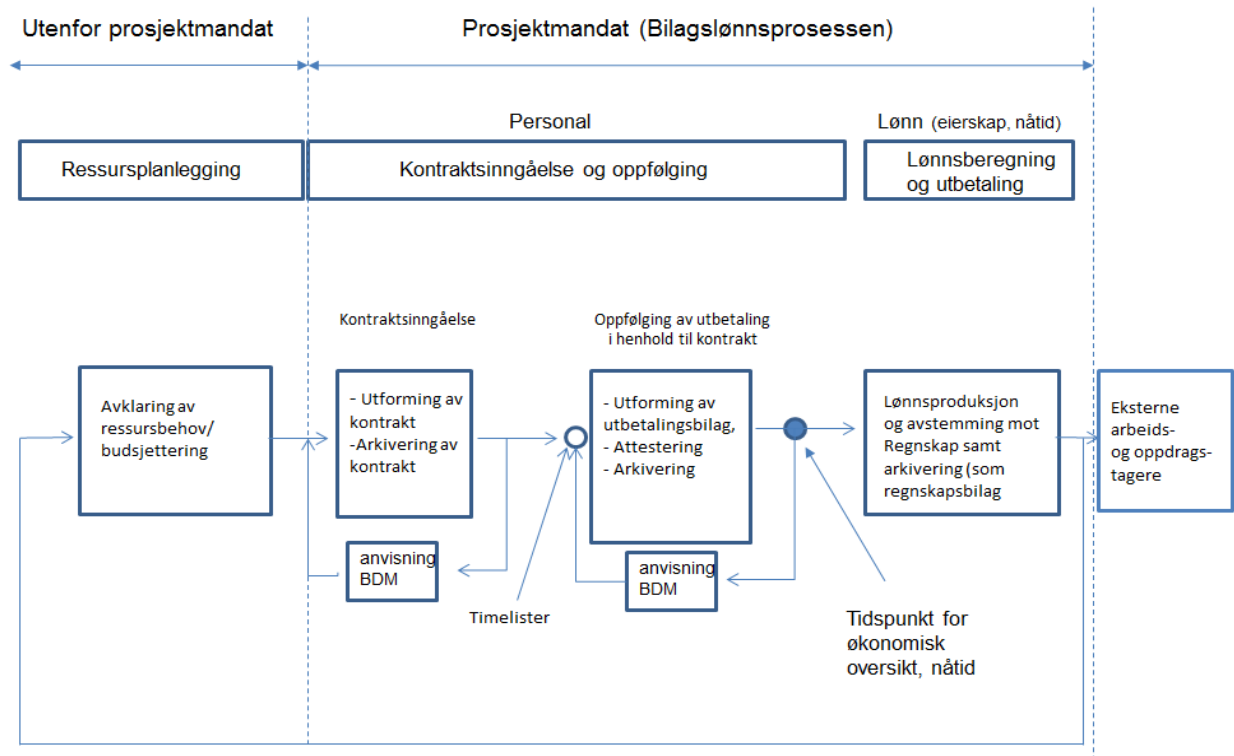 Utenfor prosjektmandat
Prosjektmandat (Bilagslønnsprosessen)
Personal
Lønn (eierskap, nåtid)
Ressursplanlegging
Kontraktsinngåelse og oppfølging
Lønnsberegning
og utbetaling
Kontraktsinngåelse
Oppfølging av utbetaling
i henhold til kontrakt
Avklaring av
ressursbehov/
budsjettering
- Utforming av
kontrakt
-Arkivering av
kontrakt
- Utforming av
utbetalingsbilag,
- Attestering
- Arkivering
Lønnsproduksjon
og avstemming mot
Regnskap samt
arkivering (som
regnskapsbilag
Eksterne
arbeids-
og oppdrags-
tagere
anvisning
BDM
anvisning
BDM
Timelister
Tidspunkt for
økonomisk
oversikt, nåtid